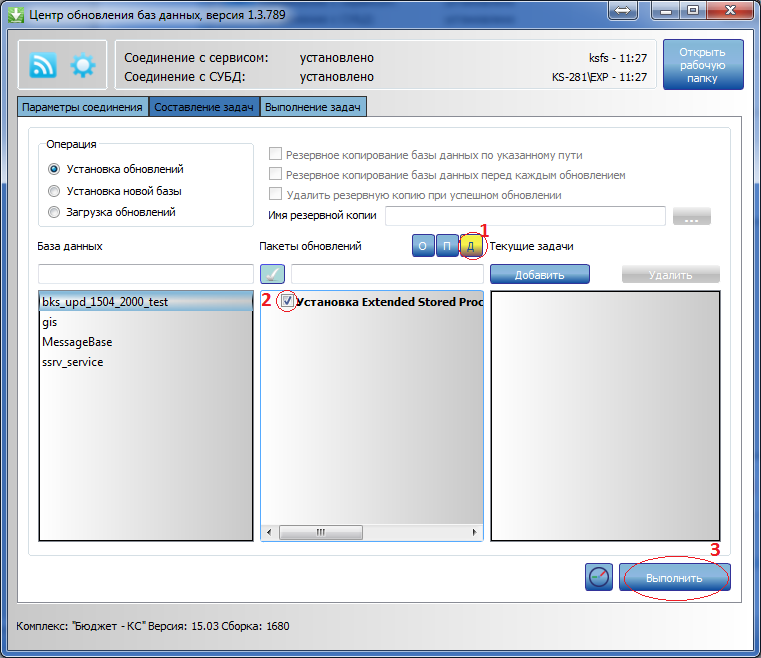 Центр обновления баз данных, версия 1.3.789
Соединение с сервисом: установлено ksfs - 11:27
Соединение с СУБД: установлено KS-281\EXP - 11:27
Открыть
рабочую
папку
Параметры соединения Составление задач Выполнение задач
Операция
Установка обновлений
Установка новой базы
Загрузка обновлений
Резервное копирование базы данных по указанному пути
Резервное копирование базы данных перед каждым обновлением
Удалить резервную копию при успешном обновлении
Имя резервной копии ...
База данных Пакеты обновлений О П Д 1 Текущие задачи
Добавить Удалить
bks_upd_1504_2000_test
gis
MessageBase
ssrv_service
2 Установка Extended Stored Proc
3
Выполнить
Комплекс: "Бюджет - КС" Версия: 15.03 Сборка: 1680